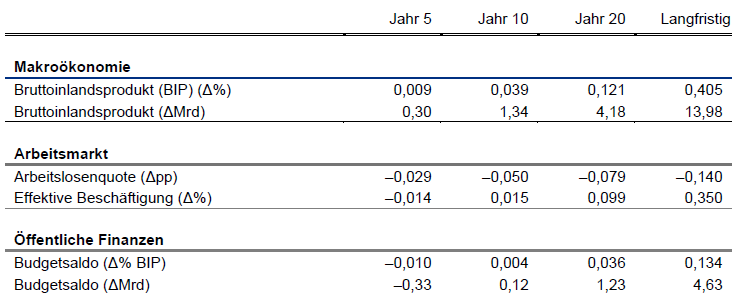 Jahr 5 Jahr 10 Jahr 20 Langfristig
Makroökonomie
Bruttoinlandsprodukt (BIP) (Δ%) 0,009 0,039 0,121 0,405
Bruttoinlandsprodukt (ΔMrd) 0,30 1,34 4,18 13,98
Arbeitsmarkt
Arbeitslosenquote (Δpp) –0,029 –0,050 –0,079 –0,140
Effektive Beschäftigung (Δ%) –0,014 0,015 0,099 0,350
Öffentliche Finanzen
Budgetsaldo (Δ% BIP) –0,010 0,004 0,036 0,134
Budgetsaldo (ΔMrd) –0,33 0,12 1,23 4,63